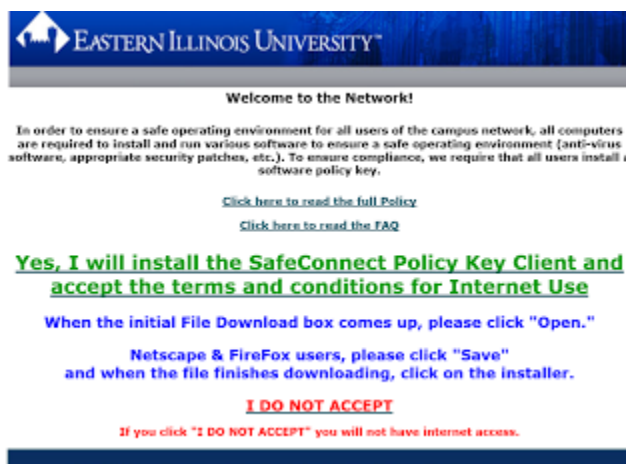 EASTERN ILLINOIS UNIVERSITY™
Welcome to the Network!
In order to ensure a safe operating environment for all users of the campus network, all computers
are required to install and run various software to ensure a safe operating environment (anti-virus
software, appropriate security patches, etc.). To ensure compliance, we require that all users install a
software policy key.
Click here to read the full Policy
Click here to read the FAQ
Yes, I will install the SafeConnect Policy Key Client and
accept the terms and conditions for Internet Use
When the initial File Download box comes up, please click "Open."
Netscape & FireFox users, please click "Save"
and when the file finishes downloading, click on the installer.
I DO NOT ACCEPT
If you click "I DO NOT ACCEPT" you will not have internet access.